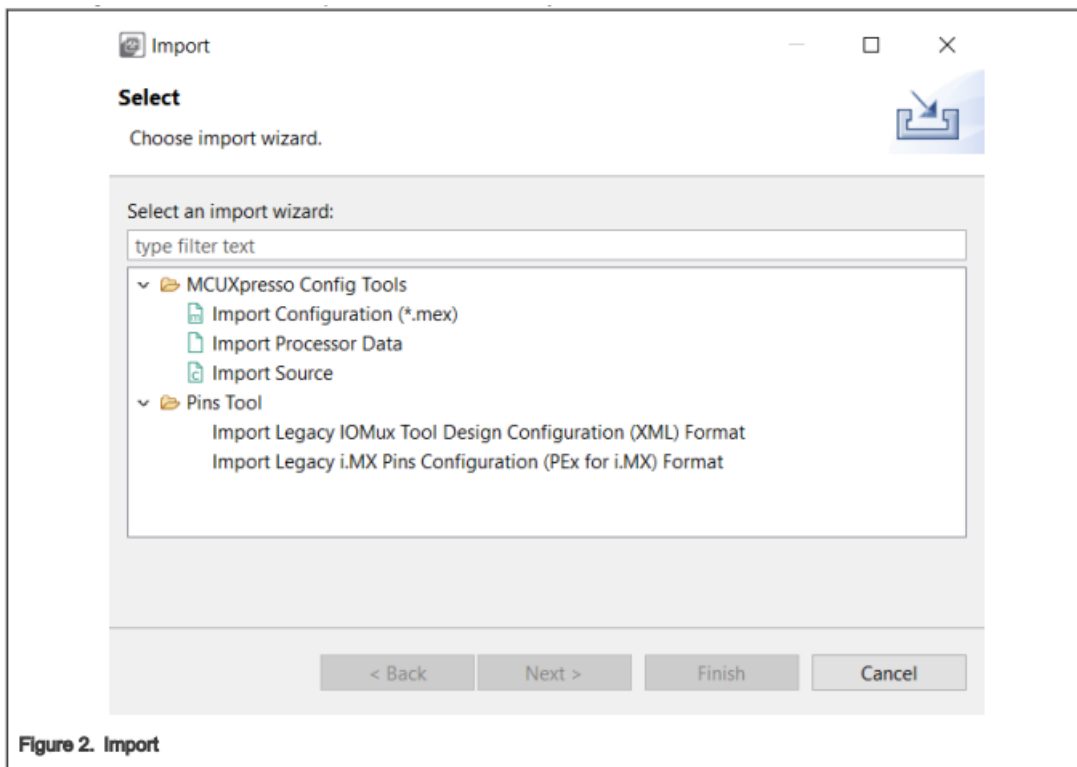 Import
Select
Choose import wizard.
Select an import wizard:
type filter text
MCUXpresso Config Tools
Import Configuration (*.mex)
Import Processor Data
Import Source
Pins Tool
Import Legacy IOMux Tool Design Configuration (XML) Format
Import Legacy i.MX Pins Configuration (PEx for i.MX) Format
< Back Next > Finish Cancel
Figure 2. Import